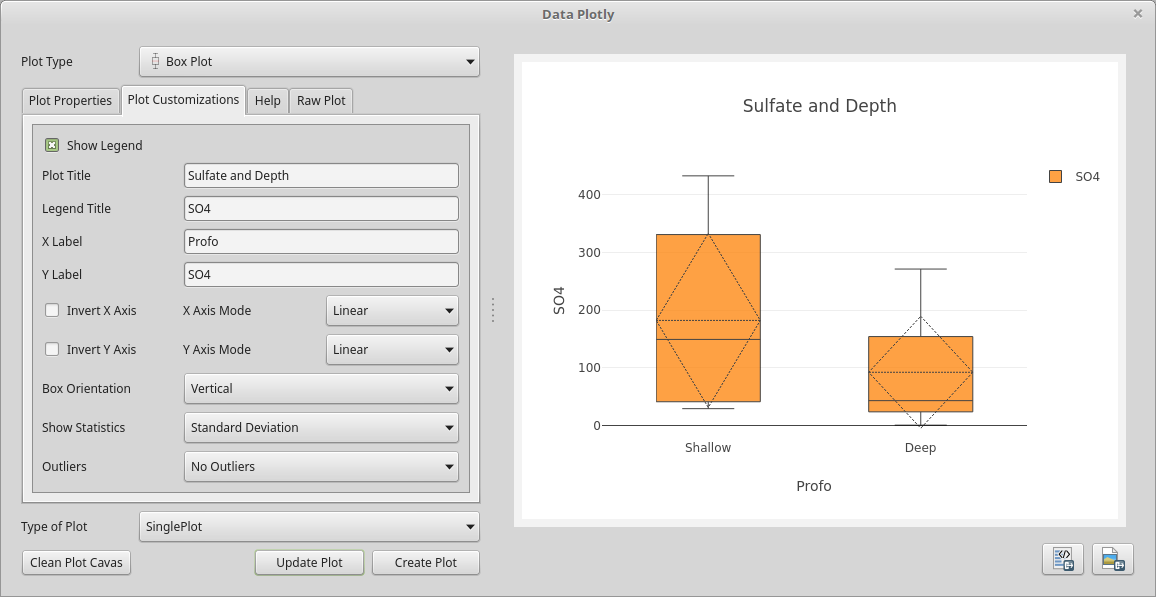 Data Plotly
Plot Type
Box Plot
Plot Properties
Plot Customizations
Help
Raw Plot
Show Legend
Plot Title
Sulfate and Depth
Legend Title
SO4
X Label
Profo
Y Label
SO4
Invert X Axis
X Axis Mode
Linear
Invert Y Axis
Y Axis Mode
Linear
Box Orientation
Vertical
Show Statistics
Standard Deviation
Outliers
No Outliers
Type of Plot
SinglePlot
Clean Plot Cavas
Update Plot
Create Plot
Sulfate and Depth
SO4
400
300
200
100
0
SO4
Shallow
Deep
Profo